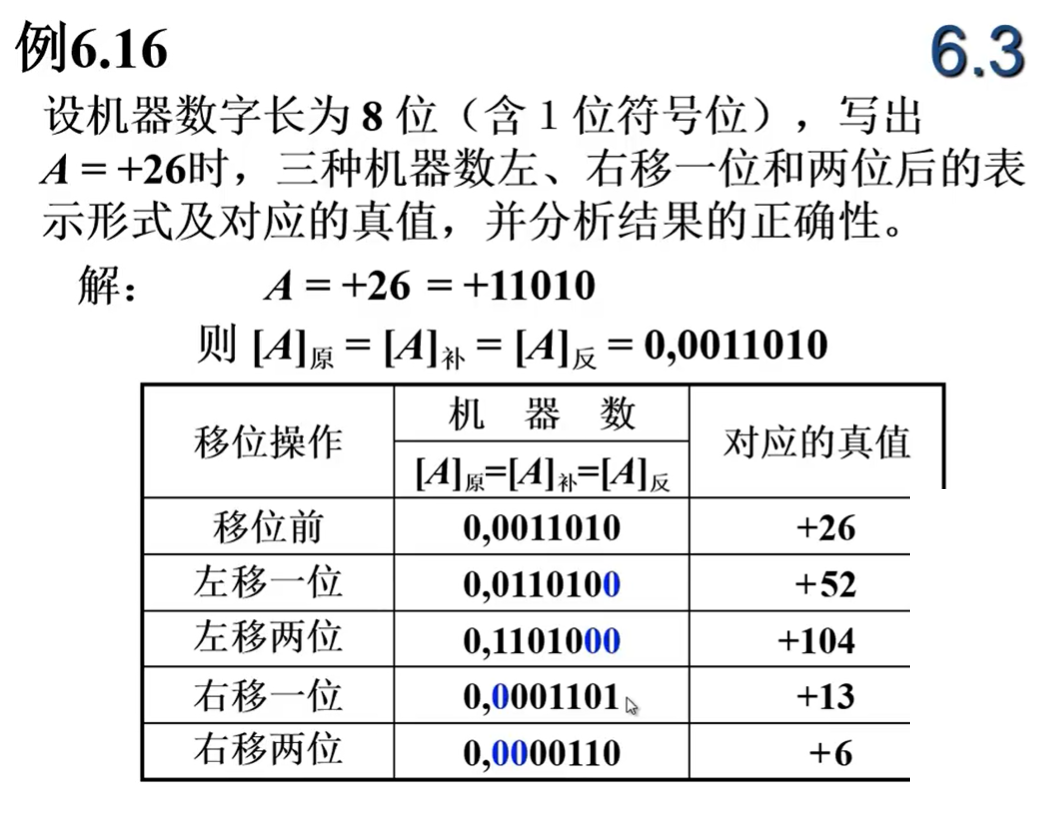 例6.16
6.3
设机器数字长为 8 位（含 1 位符号位），写出
A = +26时，三种机器数左、右移一位和两位后的表
示形式及对应的真值，并分析结果的正确性。
解： A = +26 = +11010
则 [A]原 = [A]补 = [A]反 = 0,0011010
移位操作 机 器 数 对应的真值
[A]原=[A]补=[A]反
移位前 0,0011010 +26
左移一位 0,0110100 +52
左移两位 0,1101000 +104
右移一位 0,0001101 +13
右移两位 0,0000110 +6